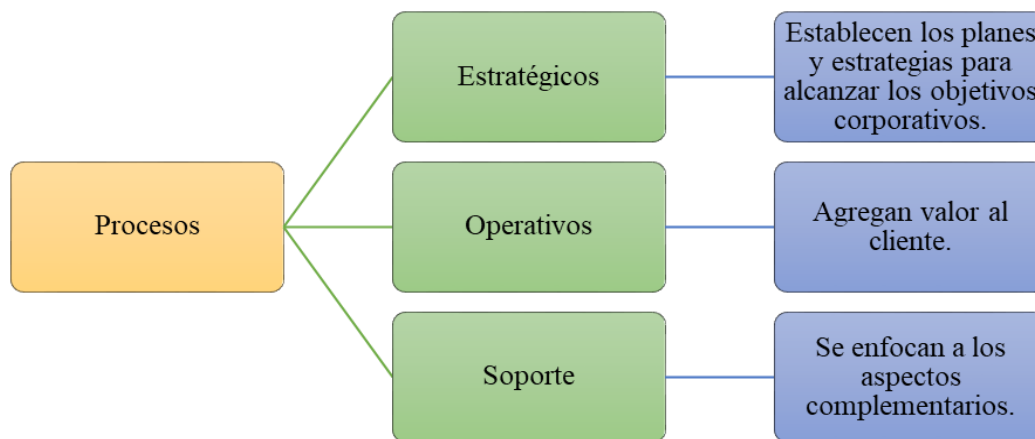 Procesos
Estratégicos
Establecen los planes
y estrategias para
alcanzar los objetivos
corporativos.
Operativos
Agregan valor al
cliente.
Soporte
Se enfocan a los
aspectos
complementarios.